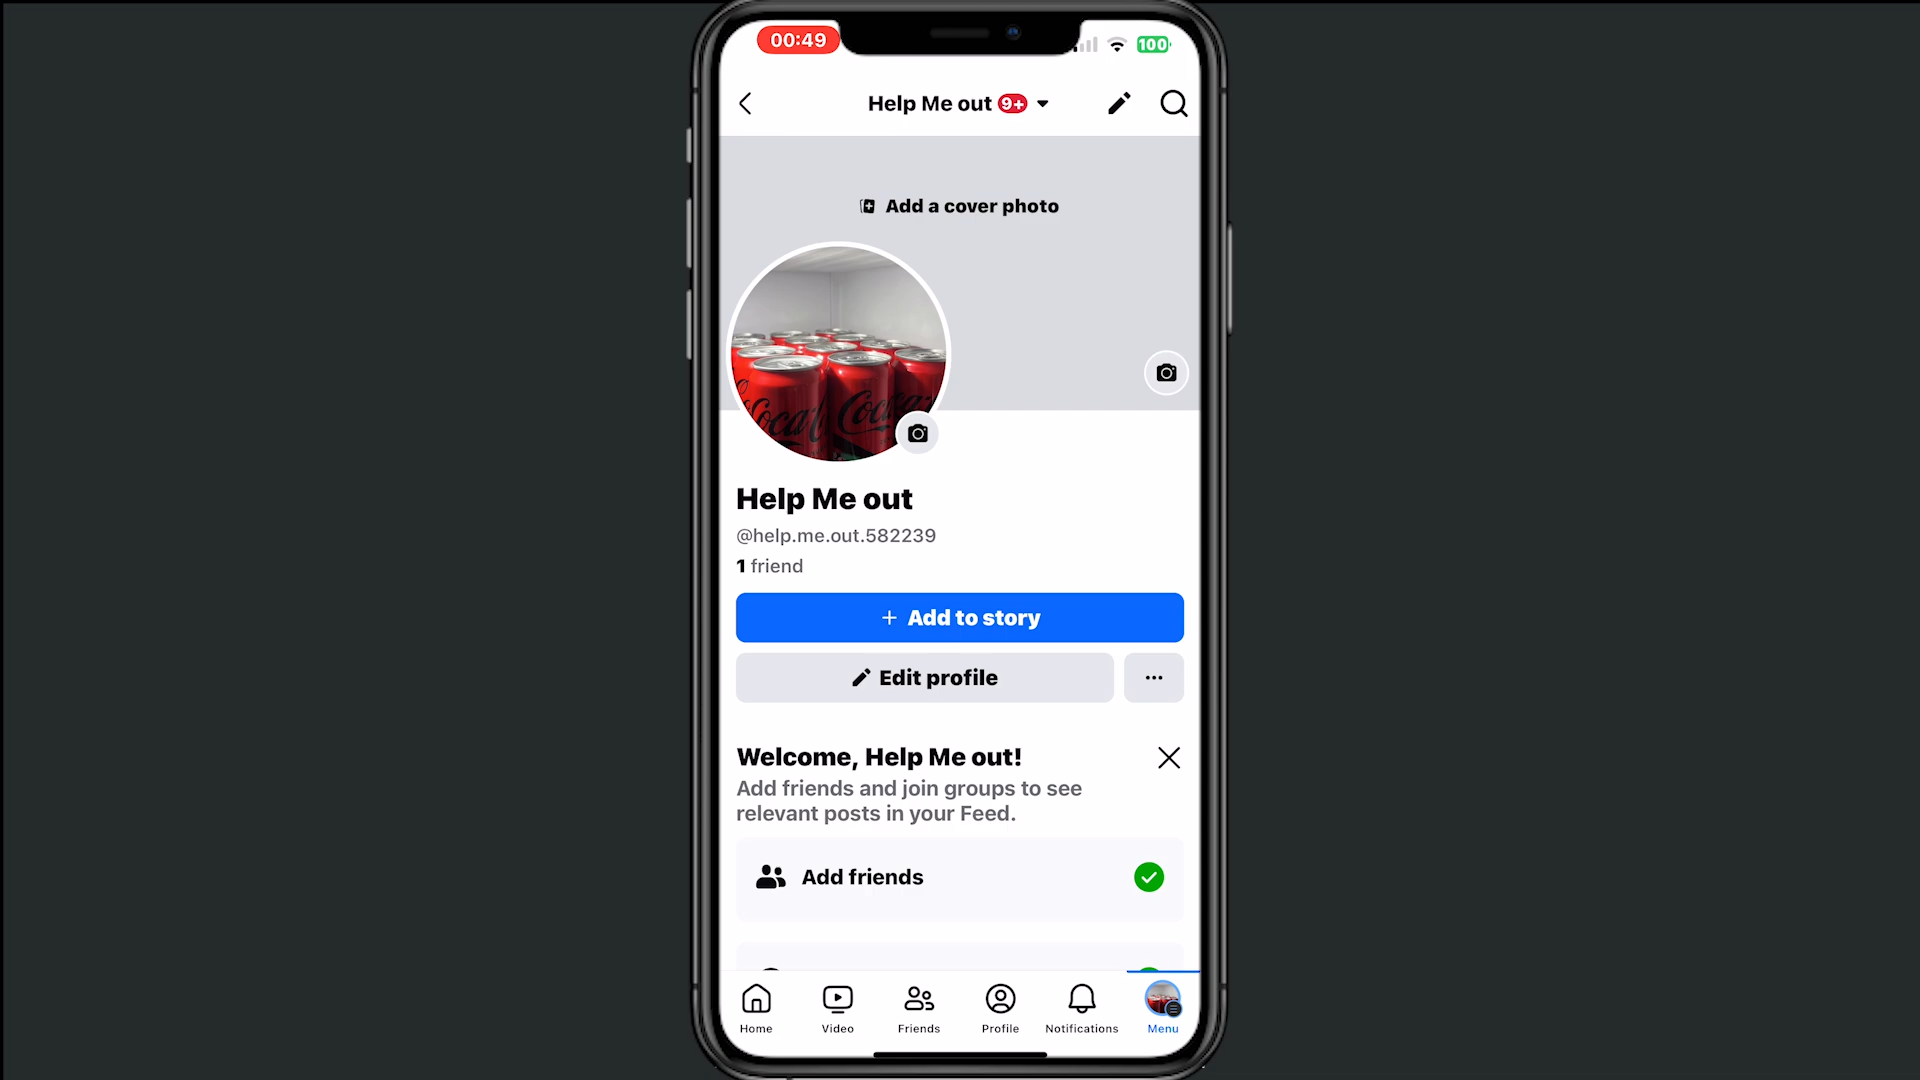 00:49
100
Help Me out 9+
Add a cover photo
Coca
Coca
Help Me out
@help.me.out.582239
1 friend
+ Add to story
Edit profile
Welcome, Help Me out!
Add friends and join groups to see
relevant posts in your Feed.
Add friends
Home
Video
Friends
Profile
Notifications
Menu